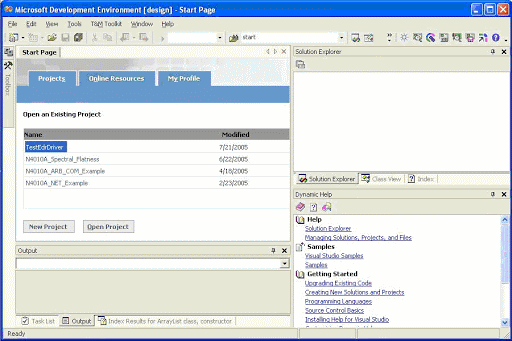 Microsoft Development Environment [design] - Start Page
File View Tools T&M Toolkit Window Help
start
Start Page
Projects Online Resources My Profile
Open an Existing Project
Name Modified
TestEdrDriver 7/21/2005
N4010A_Spectral_Flatness 6/22/2005
N4010A_ARB_COM_Example 4/18/2005
N4010A_NET_Example 2/23/2005
New Project Open Project
Toolbox
Output
Task List Output Index Results for ArrayList class, constructor
Ready
Solution Explorer
Solution Explorer Class View Index
Dynamic Help
Help
Solution Explorer
Managing Solutions, Projects, and Files
Samples
Visual Studio Samples
Samples
Getting Started
Upgrading Existing Code
Creating New Solutions and Projects
Programming Languages
Source Control Basics
Installing Help for Visual Studio